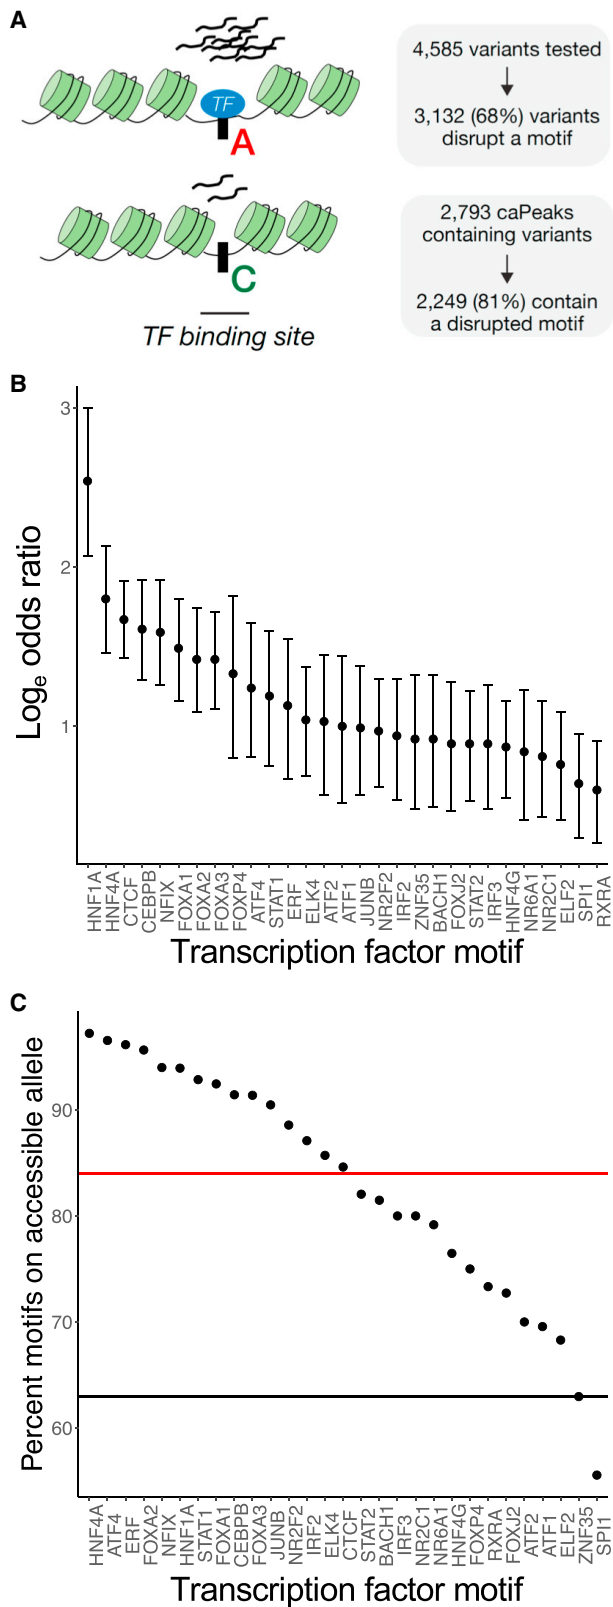 A
TF
A
4,585 variants tested
3,132 (68%) variants
disrupt a motif
C
TF binding site
2,793 caPeaks
containing variants
2,249 (81%) contain
a disrupted motif
B
3
2
1
Loge odds ratio
HNF1A
HNF4A
CTCF
CEBPB
NFIX
FOXA1
FOXA2
FOXA3
FOXP4
ATF4
STAT1
ERF
ELK4
ATF2
ATF1
JUNB
NR2F2
IRF2
ZNF35
BACH1
FOXJ2
STAT2
IRF3
HNF4G
NR6A1
NR2C1
ELF2
SPI1
RXRA
Transcription factor motif
C
90
80
70
60
Percent motifs on accessible allele
HNF4A
ATF4
ERF
FOXA2
NFIX
HNF1A
STAT1
FOXA1
CEBPB
FOXA3
JUNB
NR2F2
IRF2
ELK4
CTCF
STAT2
BACH1
IRF3
NR2C1
NR6A1
HNF4G
FOXP4
RXRA
FOXJ2
ATF2
ATF1
ELF2
ZNF35
SPI1
Transcription factor motif